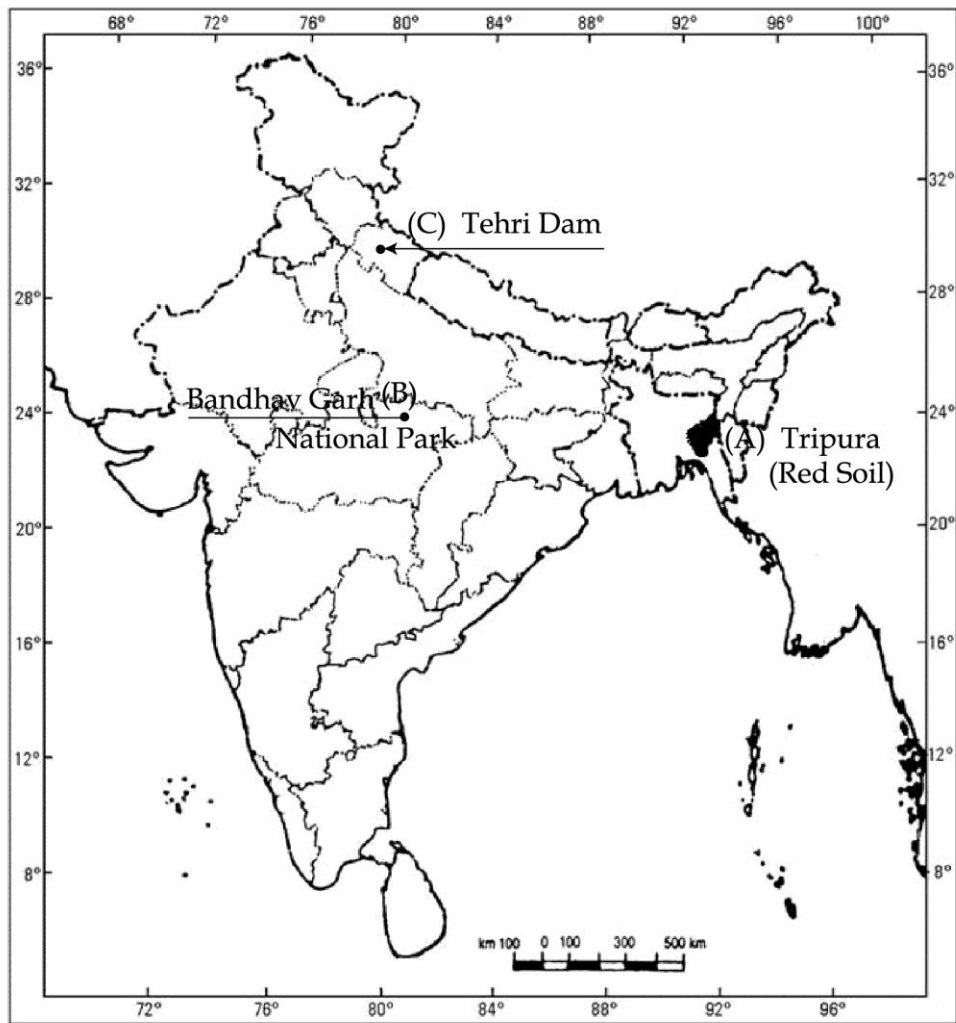 68° 72° 76° 80° 84° 88° 92° 96° 100°
36° 36°
32° 32°
(C) Tehri Dam
28° 28°
Bandhav Garh (B)
24° 24°
National Park
(A) Tripura
(Red Soil)
20° 20°
16° 16°
12° 12°
8° 8°
km 100 0 100 300 500 km
72° 76° 80° 84° 88° 92° 96°